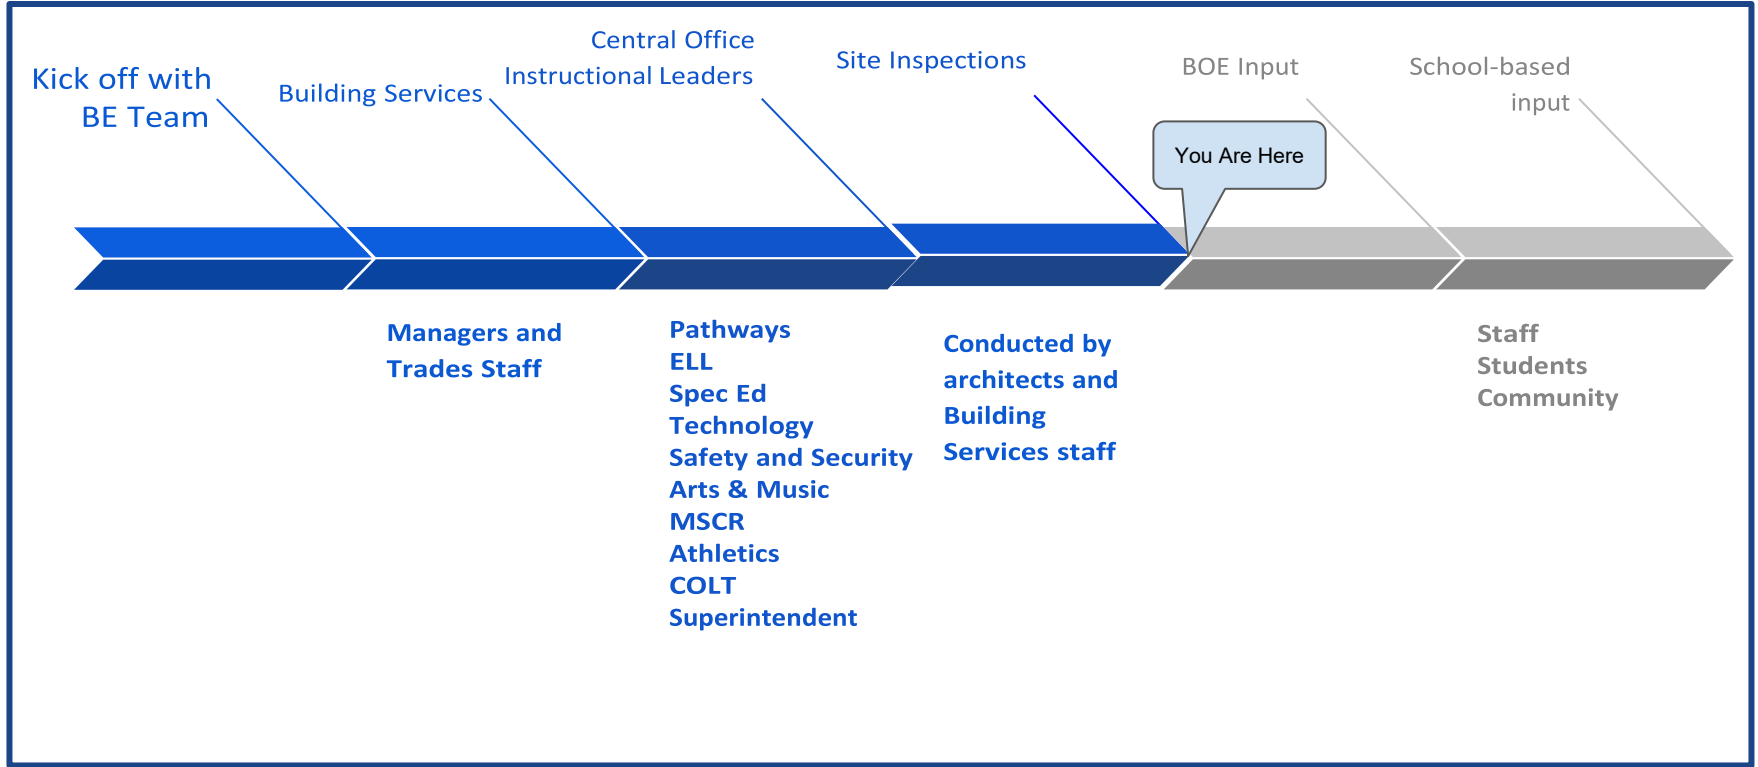 Kick off with
BE Team
Building Services
Central Office
Instructional Leaders
Site Inspections
BOE Input
School-based
input
You Are Here
Managers and
Trades Staff
Pathways
ELL
Spec Ed
Technology
Safety and Security
Arts & Music
MSCR
Athletics
COLT
Superintendent
Conducted by
architects and
Building
Services staff
Staff
Students
Community